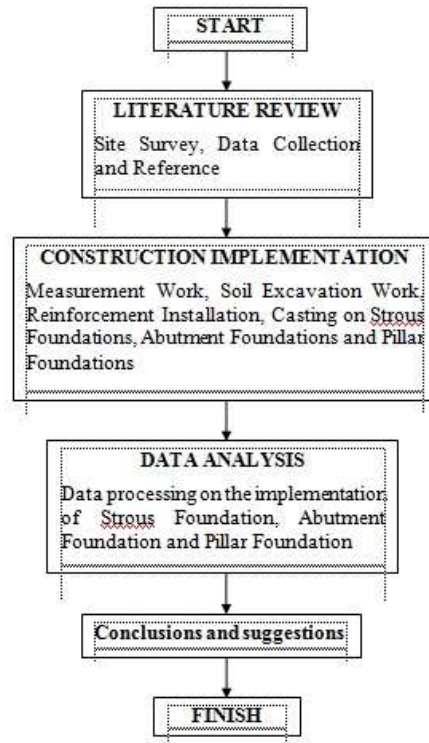 START
LITERATURE REVIEW
Site Survey, Data Collection
and Reference
CONSTRUCTION IMPLEMENTATION
Measurement Work, Soil Excavation Work,
Reinforcement Installation, Casting on Strous
Foundations, Abutment Foundations and Pillar
Foundations
DATA ANALYSIS
Data processing on the implementation
of Strous Foundation, Abutment
Foundation and Pillar Foundation
Conclusions and suggestions
FINISH